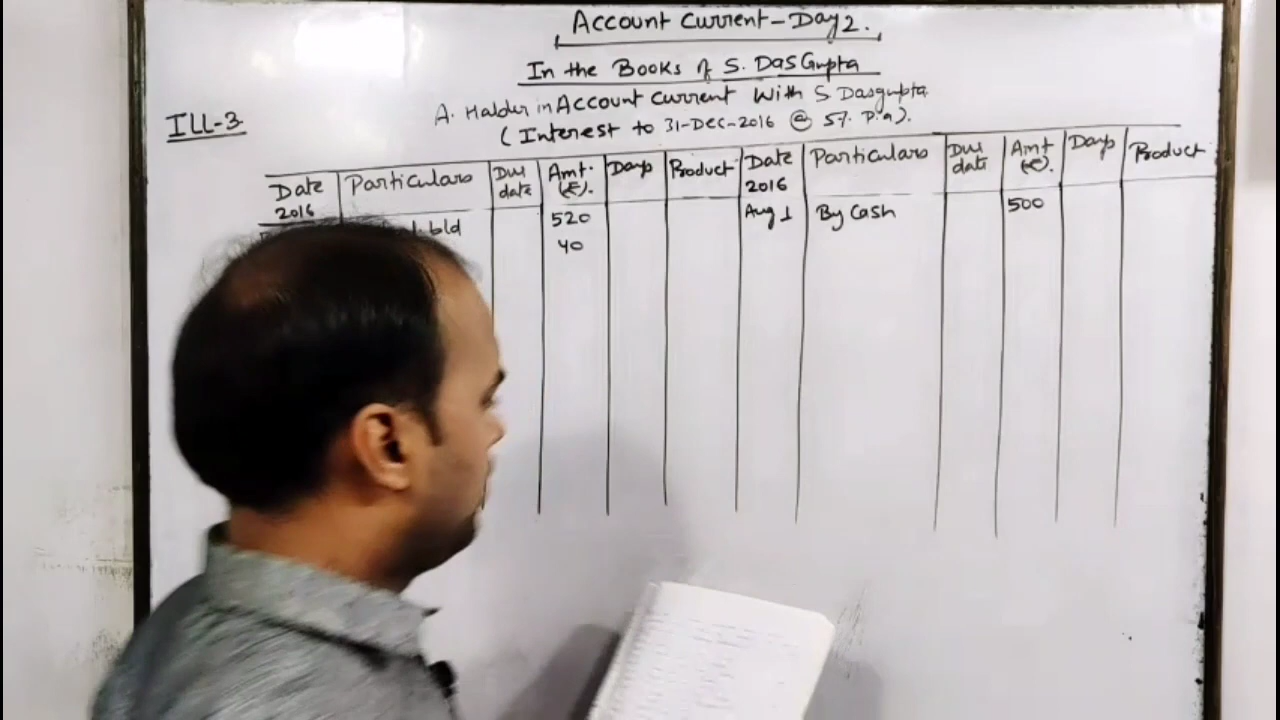 Account Current - Day 2.
In the Books of S. DasGupta
A. Halder in Account Current With S Dasgupta
ILL-3
(Interest to 31-Dec-2016 @ 5%. P.a).
Date Particulars Due date Amt. (₹). Days Product Date Particulars Due date Amt (₹). Days Product
2016 2016
bld 520 Aug 1 By Cash 500
40